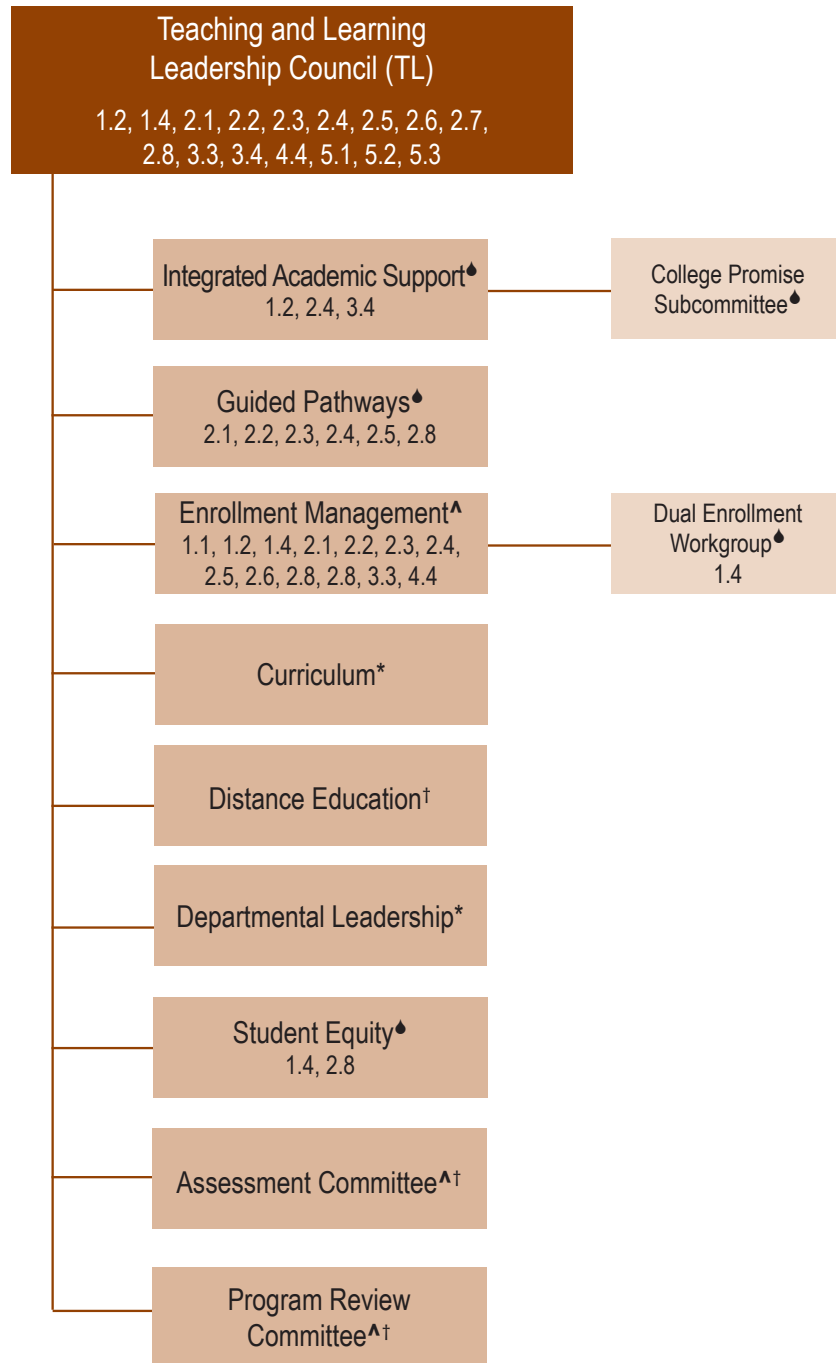 Teaching and Learning
Leadership Council (TL)
1.2, 1.4, 2.1, 2.2, 2.3, 2.4, 2.5, 2.6, 2.7,
2.8, 3.3, 3.4, 4.4, 5.1, 5.2, 5.3
Integrated Academic Support🌢
1.2, 2.4, 3.4
College Promise
Subcommittee🌢
Guided Pathways🌢
2.1, 2.2, 2.3, 2.4, 2.5, 2.8
Enrollment Management^
1.1, 1.2, 1.4, 2.1, 2.2, 2.3, 2.4,
2.5, 2.6, 2.8, 2.8, 3.3, 4.4
Dual Enrollment
Workgroup🌢
1.4
Curriculum*
Distance Education†
Departmental Leadership*
Student Equity🌢
1.4, 2.8
Assessment Committee^†
Program Review
Committee^†